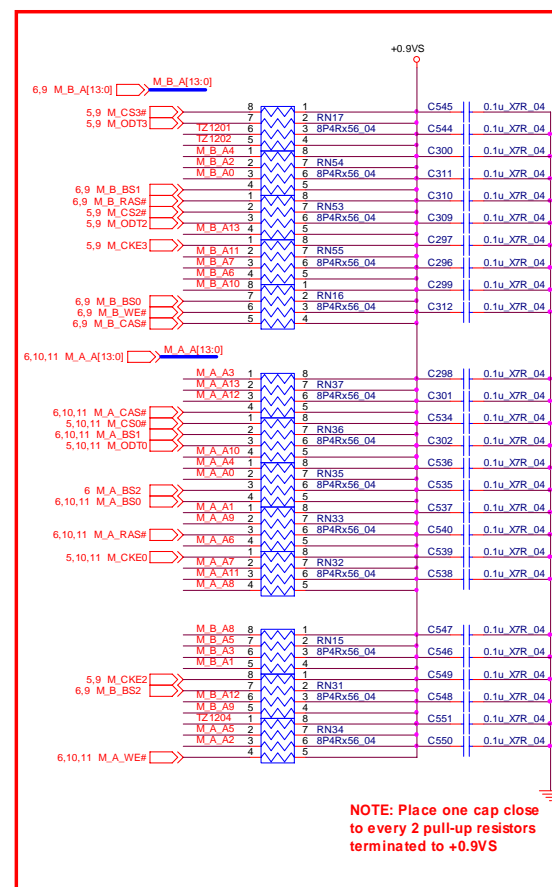 +0.9VS
M_B_A[13:0]
6,9 M_B_A[13:0]
5,9 M_CS3# 8 1 C545 0.1u_X7R_04
5,9 M_ODT3 7 2 RN17
TZ1201 6 3 8P4Rx56_04 C544 0.1u_X7R_04
TZ1202 5 4
M_B_A4 1 8 C300 0.1u_X7R_04
M_B_A2 2 7 RN54
M_B_A0 3 6 8P4Rx56_04 C311 0.1u_X7R_04
6,9 M_B_BS1 4 5
6,9 M_B_RAS# 1 8 C310 0.1u_X7R_04
5,9 M_CS2# 2 7 RN53
5,9 M_ODT2 3 6 8P4Rx56_04 C309 0.1u_X7R_04
M_B_A13 4 5
5,9 M_CKE3 1 8 C297 0.1u_X7R_04
M_B_A11 2 7 RN55
M_B_A7 3 6 8P4Rx56_04 C296 0.1u_X7R_04
M_B_A6 4 5
M_B_A10 8 1 C299 0.1u_X7R_04
6,9 M_B_BS0 7 2 RN16
6,9 M_B_WE# 6 3 8P4Rx56_04 C312 0.1u_X7R_04
6,9 M_B_CAS# 5 4
M_A_A[13:0]
6,10,11 M_A_A[13:0]
M_A_A3 1 8 C298 0.1u_X7R_04
M_A_A13 2 7 RN37
M_A_A12 3 6 8P4Rx56_04 C301 0.1u_X7R_04
6,10,11 M_A_CAS# 4 5
5,10,11 M_CS0# 1 8 C534 0.1u_X7R_04
6,10,11 M_A_BS1 2 7 RN36
5,10,11 M_ODT0 3 6 8P4Rx56_04 C302 0.1u_X7R_04
M_A_A10 4 5
M_A_A4 1 8 C536 0.1u_X7R_04
M_A_A0 2 7 RN35
6 M_A_BS2 3 6 8P4Rx56_04 C535 0.1u_X7R_04
6,10,11 M_A_BS0 4 5
M_A_A1 1 8 C537 0.1u_X7R_04
M_A_A9 2 7 RN33
6,10,11 M_A_RAS# 3 6 8P4Rx56_04 C540 0.1u_X7R_04
M_A_A6 4 5
5,10,11 M_CKE0 1 8 C539 0.1u_X7R_04
M_A_A7 2 7 RN32
M_A_A11 3 6 8P4Rx56_04 C538 0.1u_X7R_04
M_A_A8 4 5
M_B_A8 8 1 C547 0.1u_X7R_04
M_B_A5 7 2 RN15
M_B_A3 6 3 8P4Rx56_04 C546 0.1u_X7R_04
M_B_A1 5 4
5,9 M_CKE2 8 1 C549 0.1u_X7R_04
6,9 M_B_BS2 7 2 RN31
M_B_A12 6 3 8P4Rx56_04 C548 0.1u_X7R_04
M_B_A9 5 4
TZ1204 1 8 C551 0.1u_X7R_04
M_A_A5 2 7 RN34
M_A_A2 3 6 8P4Rx56_04 C550 0.1u_X7R_04
6,10,11 M_A_WE# 4 5
NOTE: Place one cap close
to every 2 pull-up resistors
terminated to +0.9VS